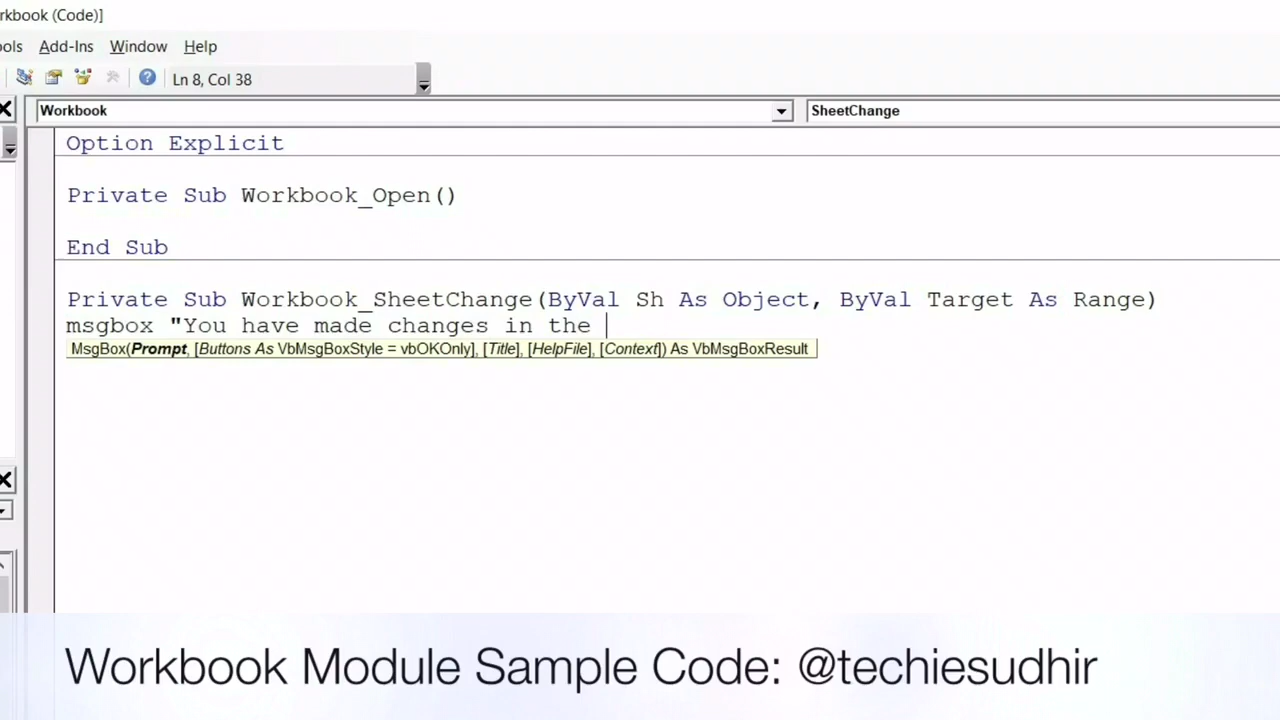 rkbook (Code)]
ools Add-Ins Window Help
Ln 8, Col 38
Workbook SheetChange
Option Explicit
Private Sub Workbook_Open()
End Sub
Private Sub Workbook_SheetChange(ByVal Sh As Object, ByVal Target As Range)
msgbox "You have made changes in the
MsgBox(Prompt, [Buttons As VbMsgBoxStyle = vbOKOnly], [Title], [HelpFile], [Context]) As VbMsgBoxResult
Workbook Module Sample Code: @techiesudhir